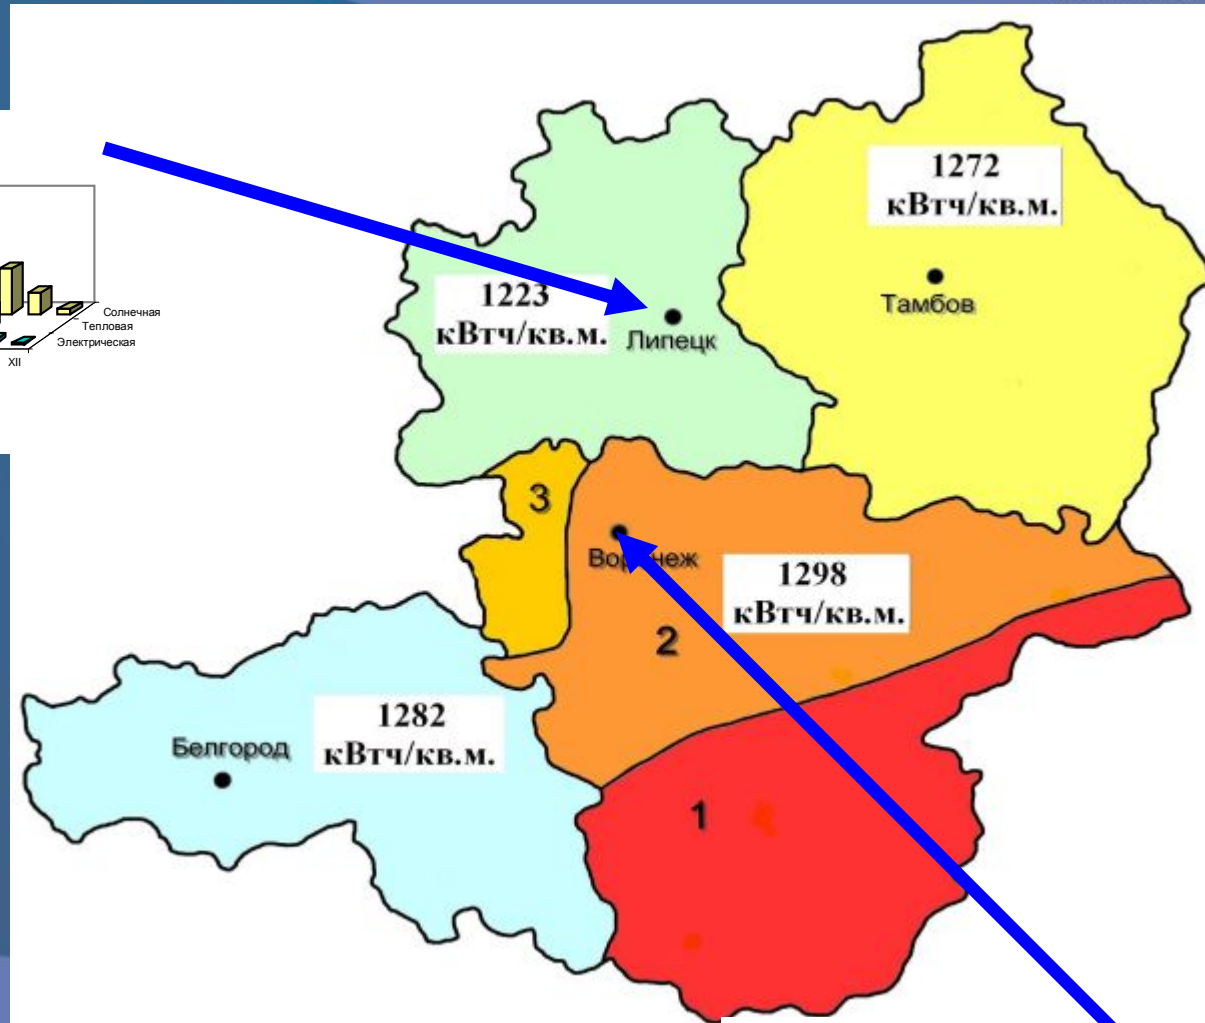 1272
кВтч/кв.м.
Тамбов
1223
кВтч/кв.м.
Липецк
Солнечная
Тепловая
Электрическая
XII
3
Воронеж
1298
кВтч/кв.м.
2
1282
кВтч/кв.м.
Белгород
1